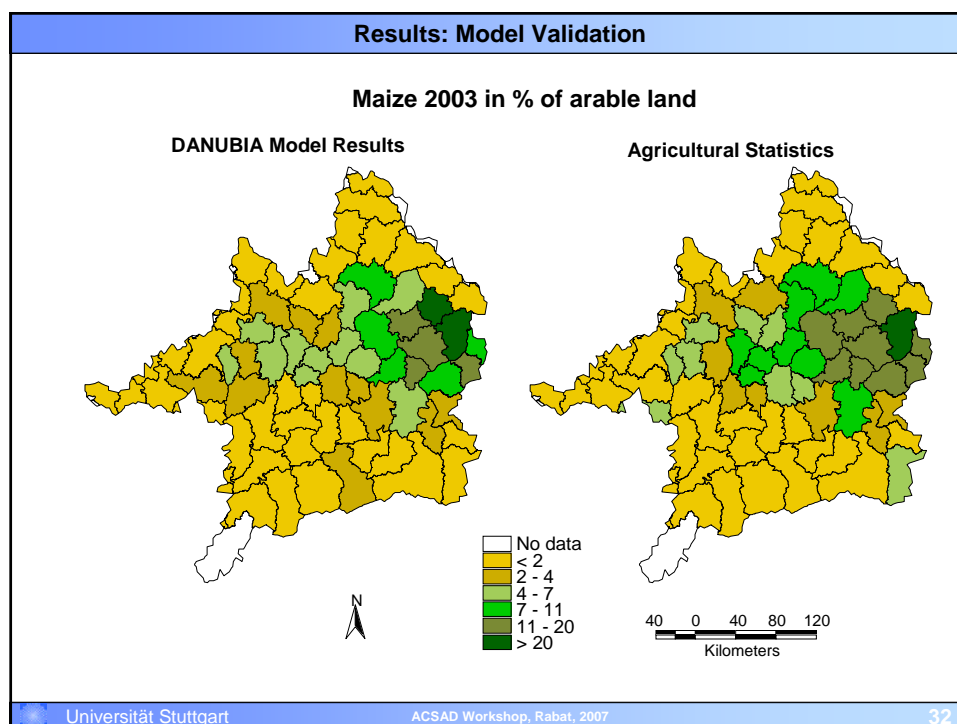 Results: Model Validation
Maize 2003 in % of arable land
DANUBIA Model Results
Agricultural Statistics
No data
< 2
2 - 4
4 - 7
7 - 11
11 - 20
> 20
N
40 0 40 80 120
Kilometers
Universität Stuttgart
ACSAD Workshop, Rabat, 2007
32